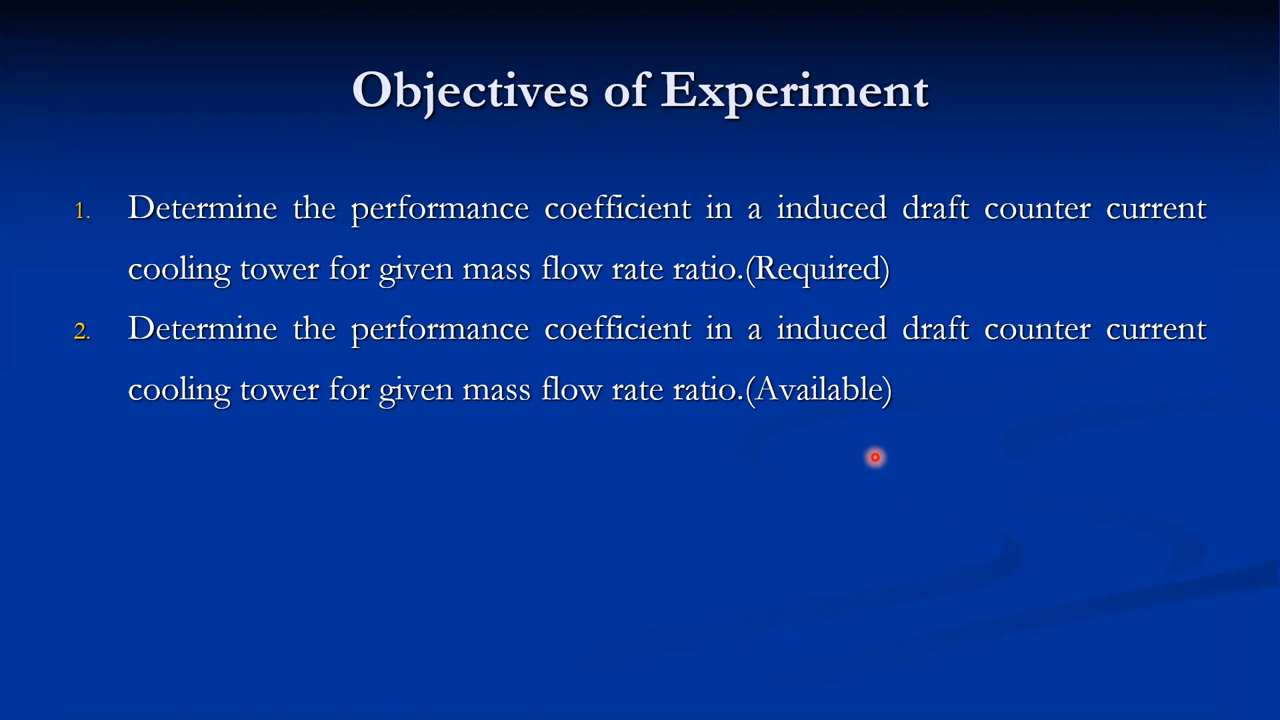 Objectives of Experiment
1. Determine the performance coefficient in a induced draft counter current
cooling tower for given mass flow rate ratio.(Required)
2. Determine the performance coefficient in a induced draft counter current
cooling tower for given mass flow rate ratio.(Available)